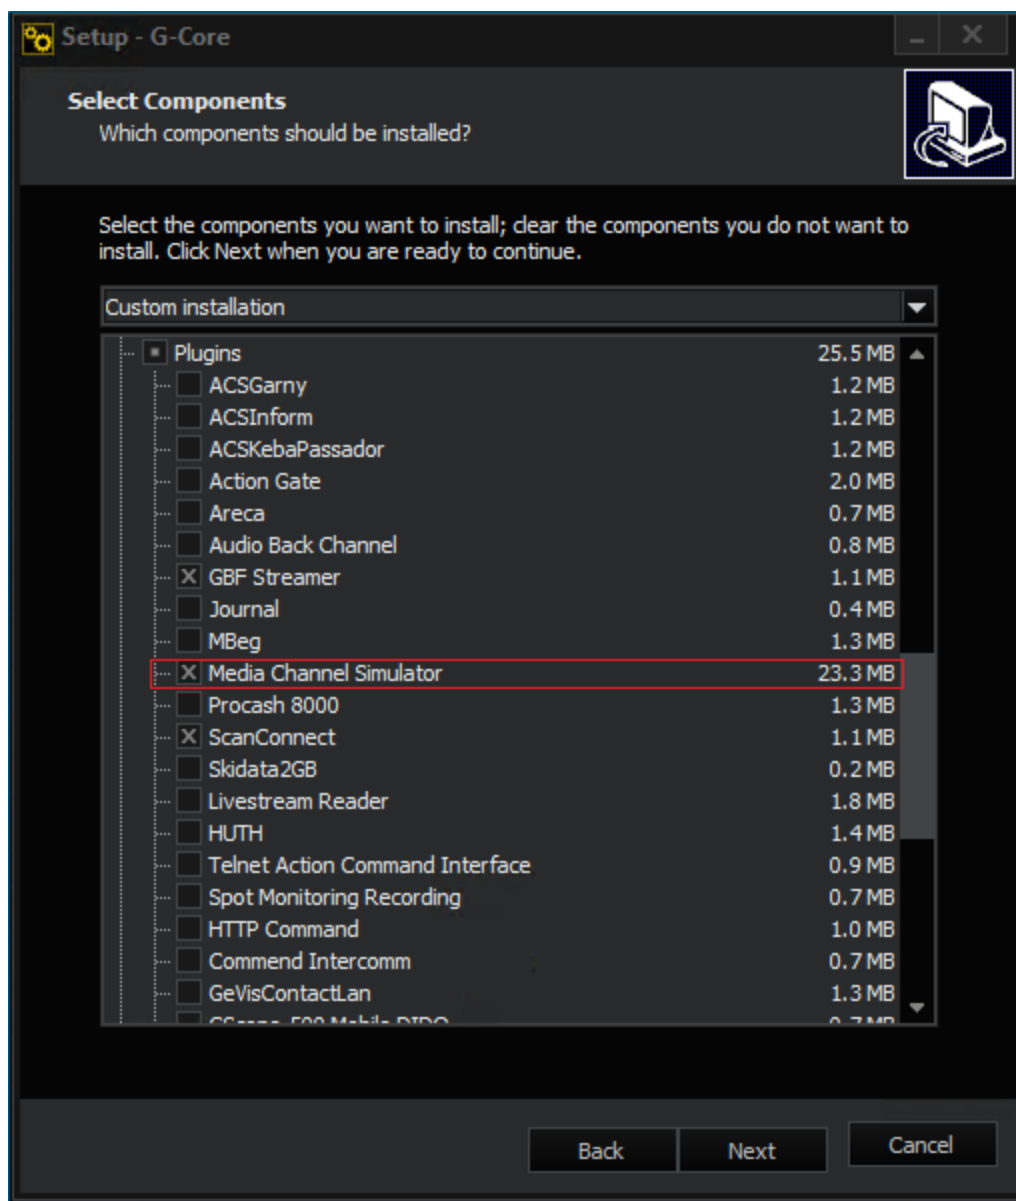 Setup - G-Core
Select Components
Which components should be installed?
Select the components you want to install; clear the components you do not want to
install. Click Next when you are ready to continue.
Custom installation
Plugins 25.5 MB
ACSGarny 1.2 MB
ACSInform 1.2 MB
ACSKebaPassador 1.2 MB
Action Gate 2.0 MB
Areca 0.7 MB
Audio Back Channel 0.8 MB
GBF Streamer 1.1 MB
Journal 0.4 MB
MBeg 1.3 MB
Media Channel Simulator 23.3 MB
Procash 8000 1.3 MB
ScanConnect 1.1 MB
Skidata2GB 0.2 MB
Livestream Reader 1.8 MB
HUTH 1.4 MB
Telnet Action Command Interface 0.9 MB
Spot Monitoring Recording 0.7 MB
HTTP Command 1.0 MB
Commend Intercomm 0.7 MB
GeVisContactLan 1.3 MB
Back Next Cancel